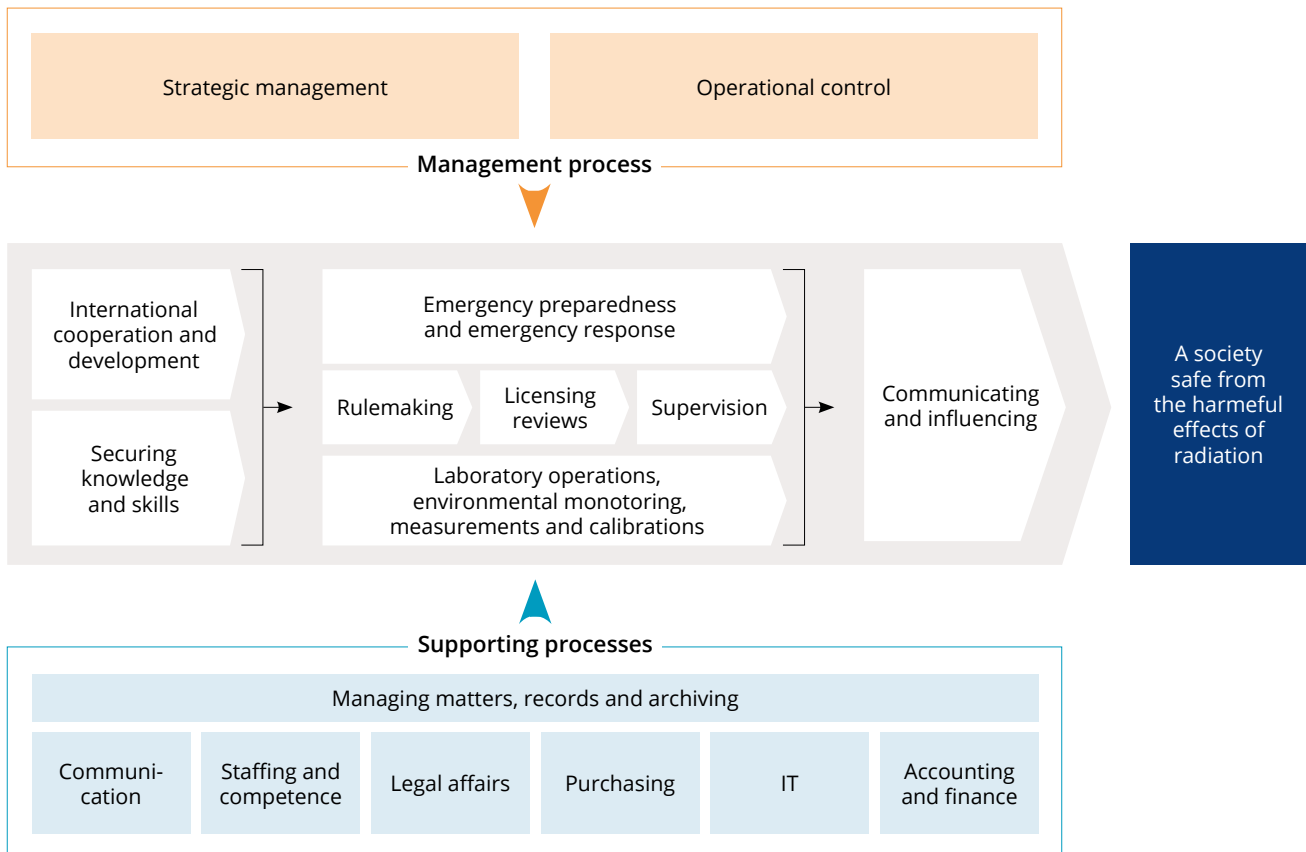 Strategic management
Operational control
Management process
International
cooperation and
development
Securing
knowledge
and skills
Emergency preparedness
and emergency response
Rulemaking
Licensing
reviews
Supervision
Laboratory operations,
environmental monotoring,
measurements and calibrations
Communicating
and influencing
A society
safe from
the harmeful
effects of
radiation
Supporting processes
Managing matters, records and archiving
Communi-
cation
Staffing and
competence
Legal affairs
Purchasing
IT
Accounting
and finance